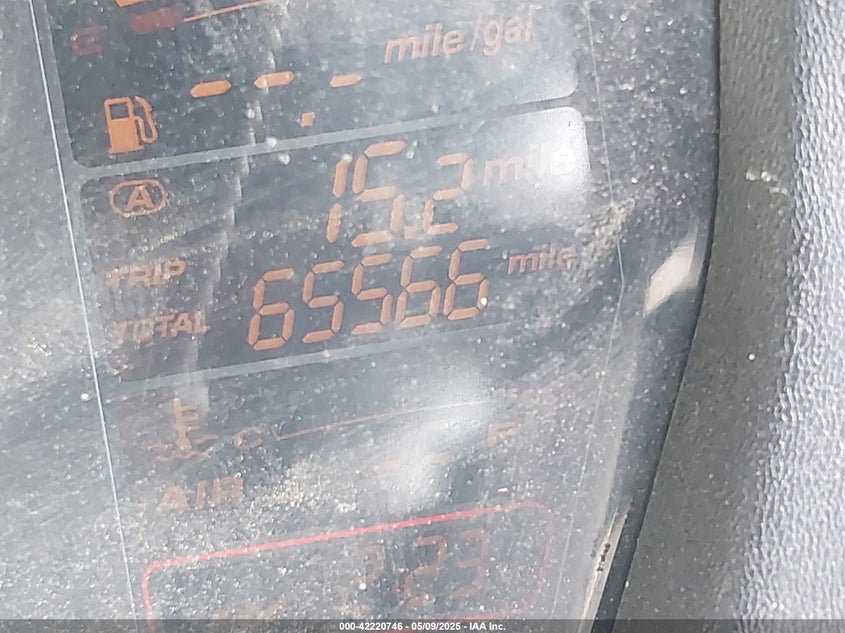 mile/gal
--.-
A 15.2 mile
TRIP
65566 mile
TOTAL
C
AIR -- F
000-42220746 - 05/09/2025 - IAA Inc.